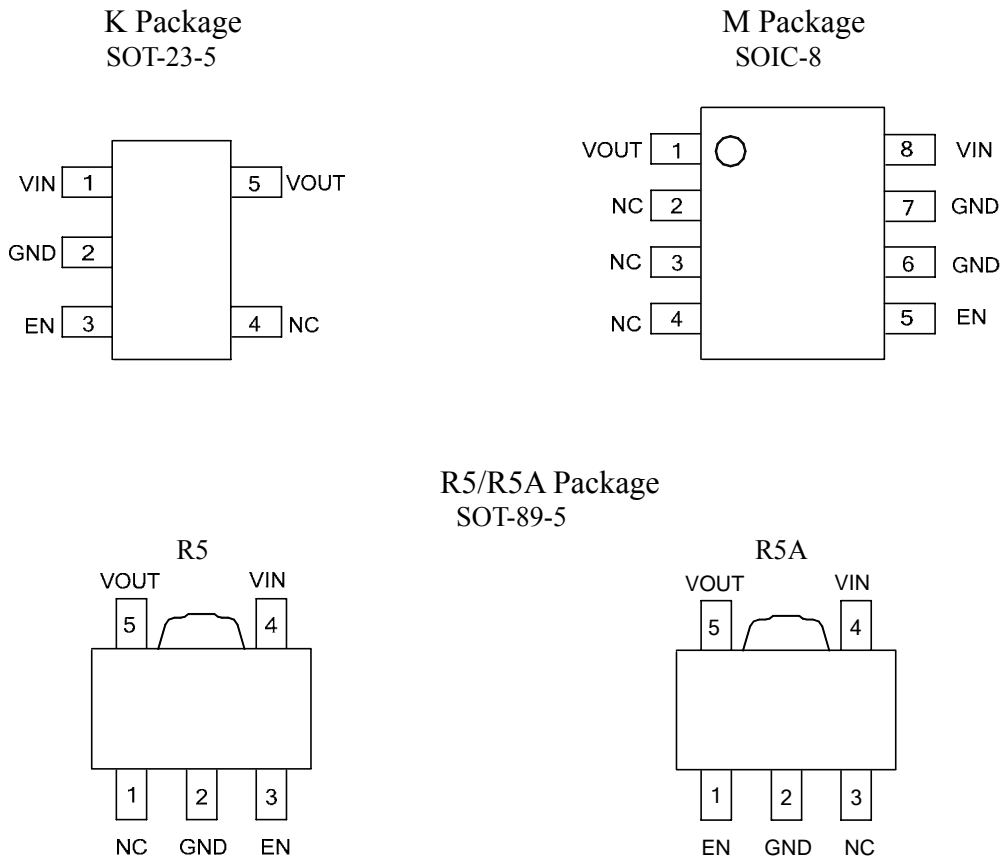 K Package
SOT-23-5
VIN 1
5 VOUT
GND 2
EN 3
4 NC
M Package
SOIC-8
VOUT 1
8 VIN
NC 2
7 GND
NC 3
6 GND
NC 4
5 EN
R5/R5A Package
SOT-89-5
R5
VOUT VIN
5 4
1 2 3
NC GND EN
R5A
VOUT VIN
5 4
1 2 3
EN GND NC